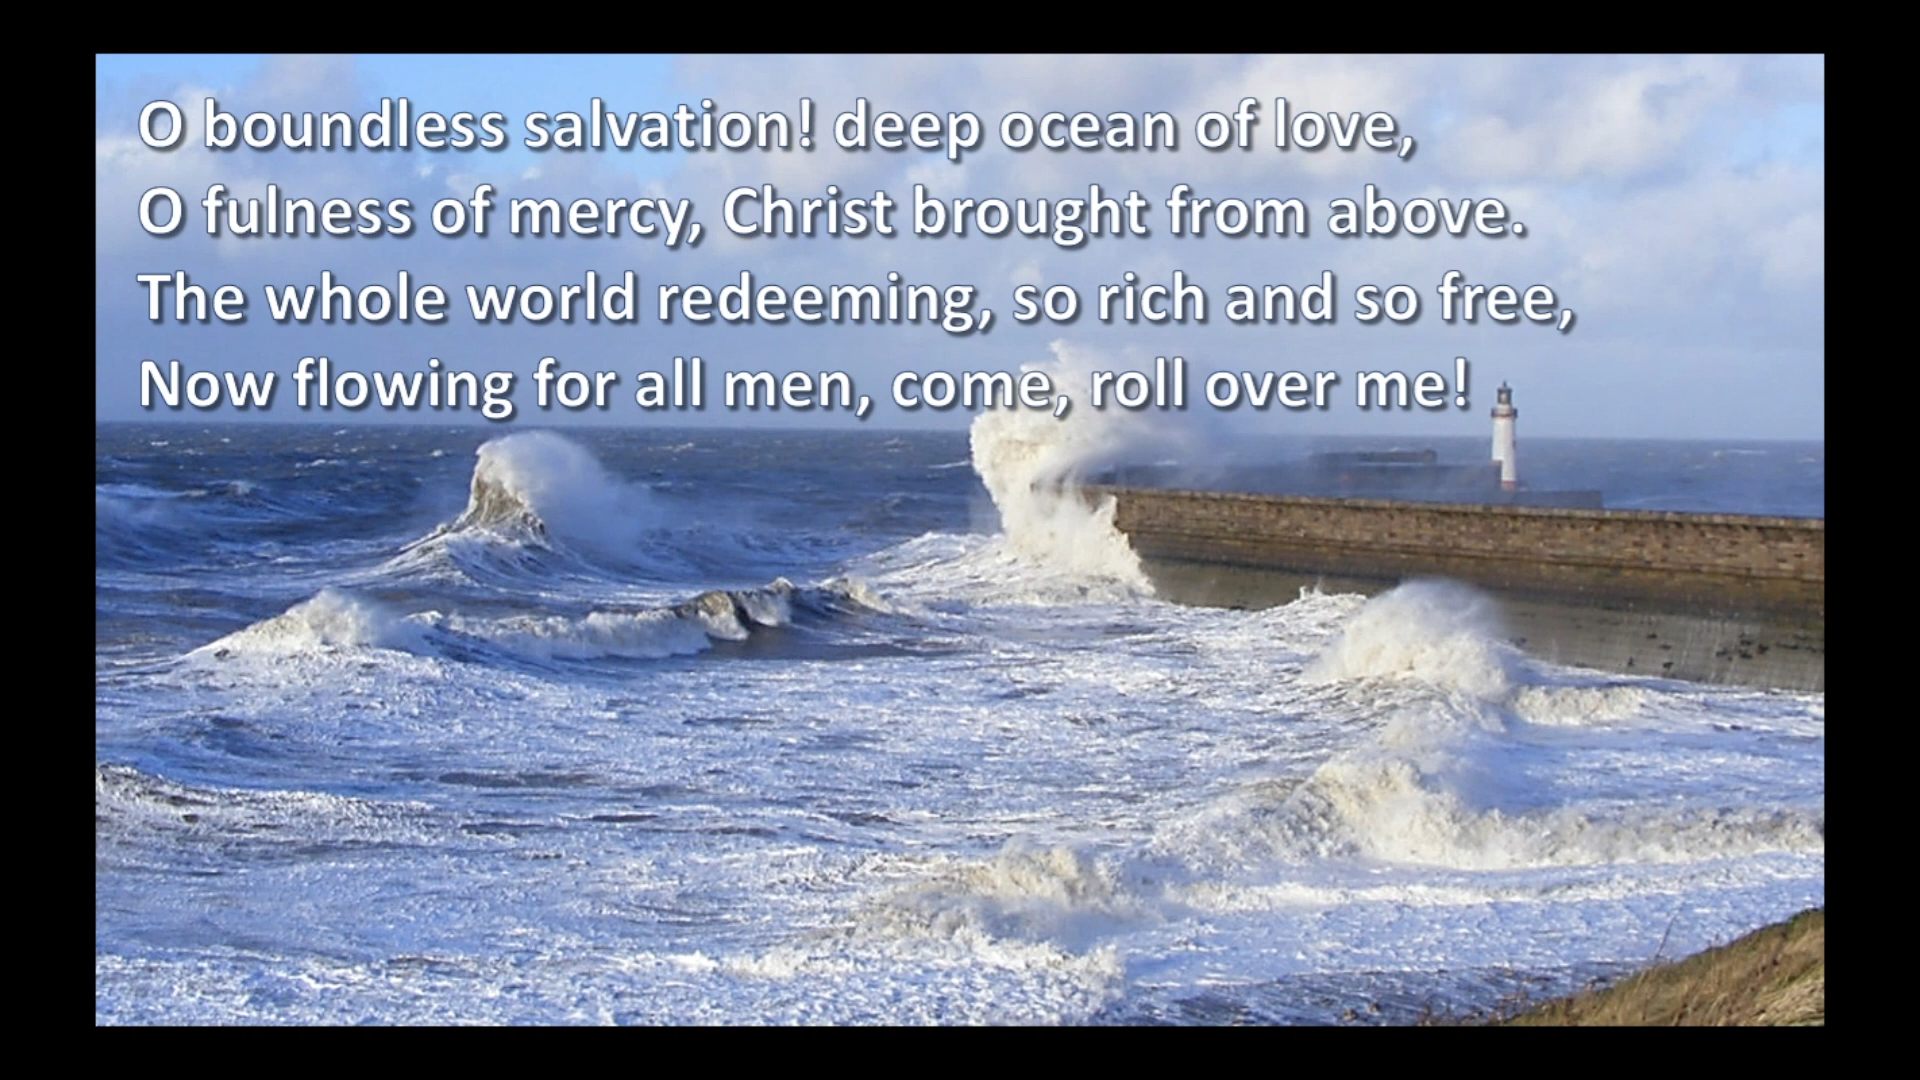 O boundless salvation! deep ocean of love,
O fulness of mercy, Christ brought from above.
The whole world redeeming, so rich and so free,
Now flowing for all men, come, roll over me!